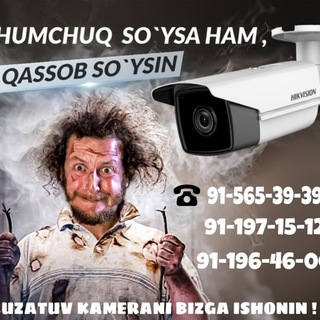 HUMCHUQ SO`YSA HAM ,
QASSOB SO`YSIN
HIKVISION
☎ 91-565-39-39
91-197-15-12
91-196-46-0
UZATUV KAMERANI BIZGA ISHONIN !